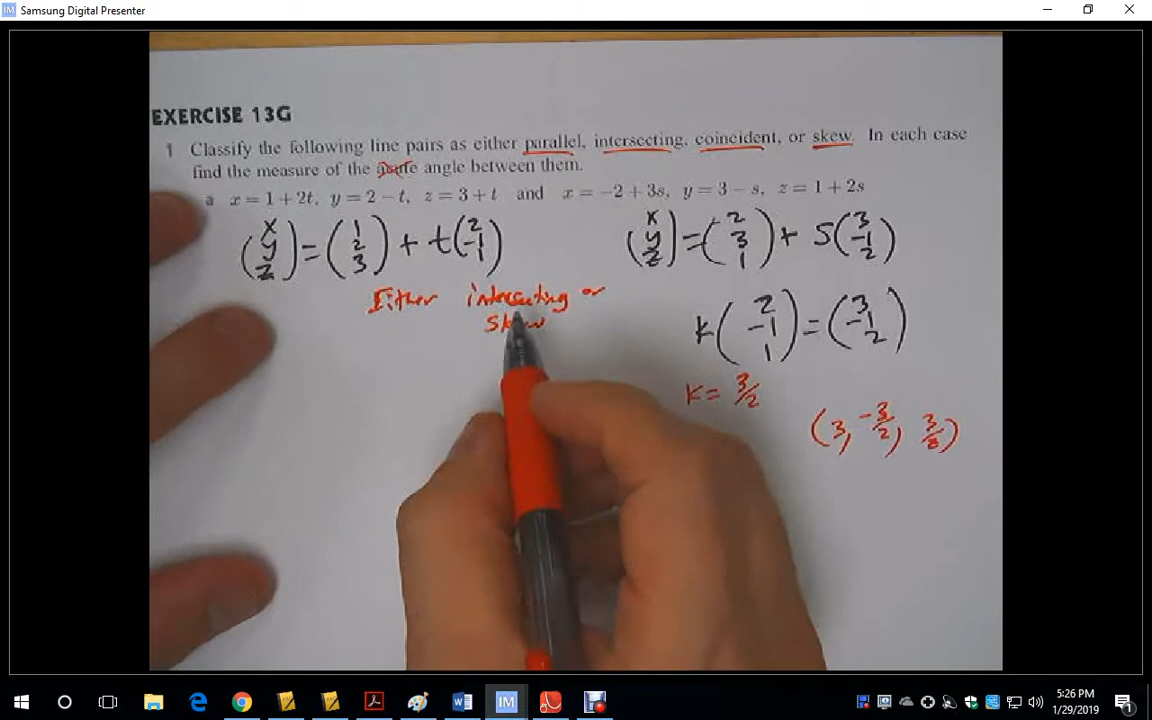 Samsung Digital Presenter
EXERCISE 13G
1 Classify the following line pairs as either parallel, intersecting, coincident, or skew. In each case
find the measure of the acute angle between them.
a x = 1 + 2t, y = 2 − t, z = 3 + t and x = −2 + 3s, y = 3 − s, z = 1 + 2s
(x y z) = (1 2 3) + t(2 -1) (x y z) = (2 3 1) + s(3 -1 2)
Either intersecting or
skew
k(2 -1 1) = (3 -1 2)
k = 3/2
(3, -3/2, 3/2)
5:26 PM
1/29/2019